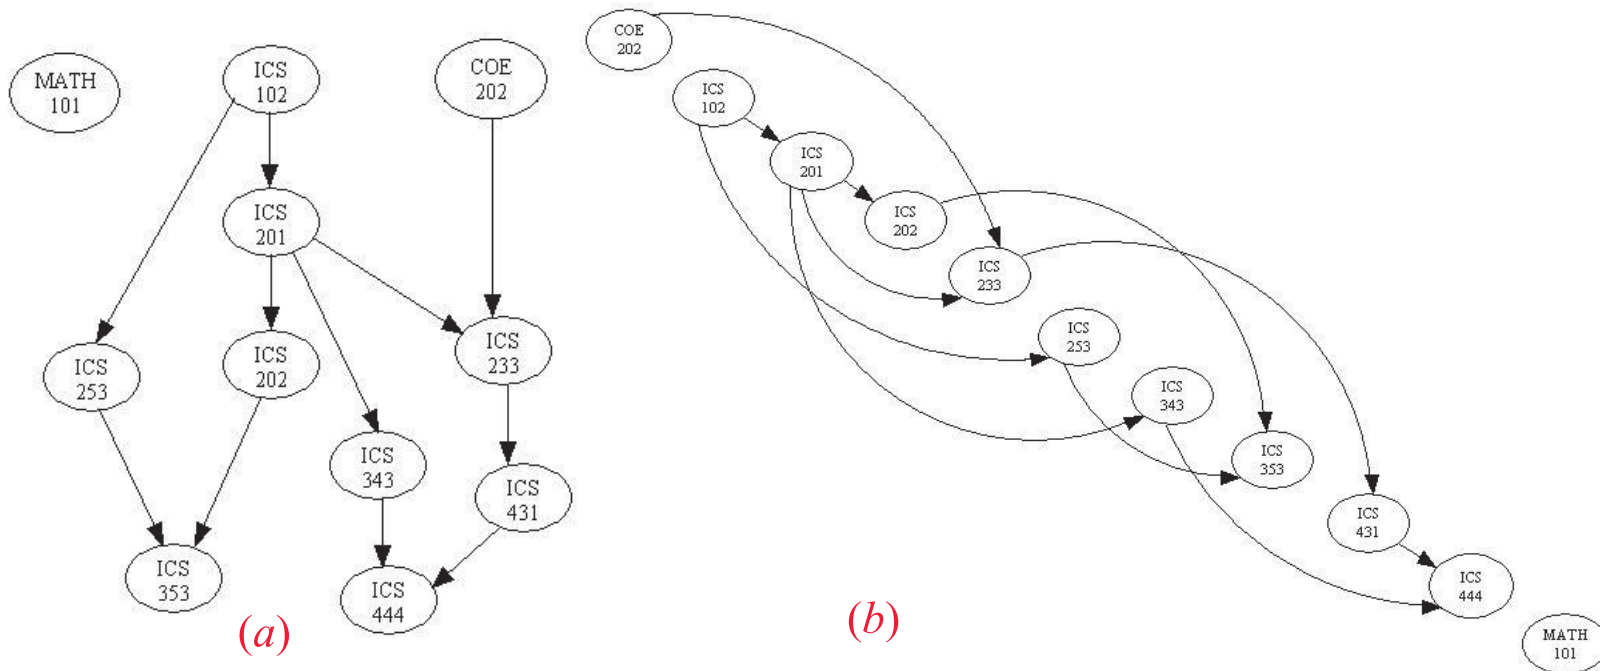 MATH
101
ICS
102
COE
202
ICS
201
ICS
253
ICS
202
ICS
233
ICS
343
ICS
431
ICS
353
ICS
444
(a)
COE
202
ICS
102
ICS
201
ICS
202
ICS
233
ICS
253
ICS
343
ICS
353
ICS
431
ICS
444
MATH
101
(b)